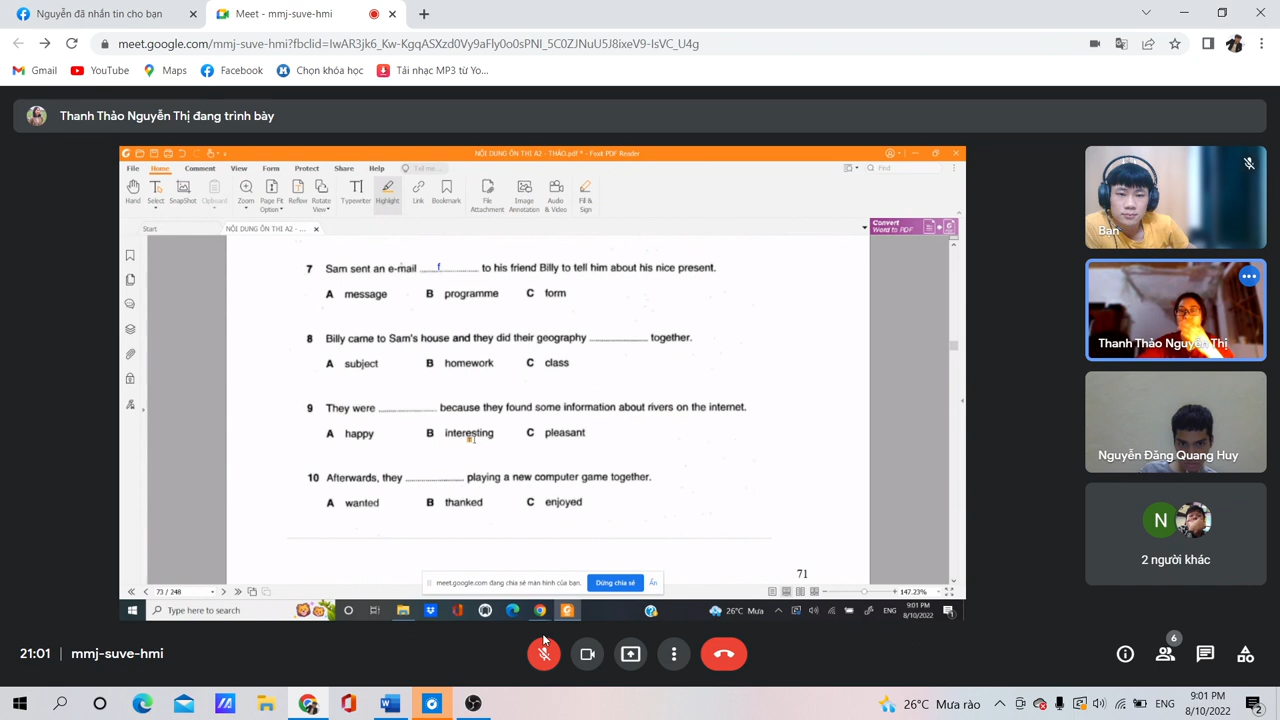 Nguyễn đã nhắn tin cho bạn
Meet - mmj-suve-hmi
meet.google.com/mmj-suve-hmi?fbclid=IwAR3jk6_Kw-KgqASXzd0Vy9aFly0o0sPNI_5C0ZJNuU5J8ixeV9-IsVC_U4g
Gmail YouTube Maps Facebook Chọn khóa học Tải nhạc MP3 từ Yo...
Thanh Thảo Nguyễn Thị đang trình bày
NỘI DUNG ÔN THI A2 - THẢO.pdf * - Foxit PDF Reader
File Home Comment View Form Protect Share Help Tell me... Find
Hand Select SnapShot Clipboard Zoom Page Fit Option Reflow Rotate View Typewriter Highlight Link Bookmark File Attachment Image Annotation Audio & Video Fill & Sign
Start NỘI DUNG ÔN THI A2 - ... Convert Word to PDF
7 Sam sent an e-mail .................... to his friend Billy to tell him about his nice present.
A message B programme C form
8 Billy came to Sam's house and they did their geography .................... together.
A subject B homework C class
9 They were .................... because they found some information about rivers on the internet.
A happy B interesting C pleasant
10 Afterwards, they .................... playing a new computer game together.
A wanted B thanked C enjoyed
71
meet.google.com đang chia sẻ màn hình của bạn. Dừng chia sẻ Ẩn
73 / 248 147.23%
Type here to search 26°C Mưa ENG 9:01 PM
8/10/2022
Bạn
Thanh Thảo Nguyễn Thị
Nguyễn Đăng Quang Huy
N
2 người khác
21:01 mmj-suve-hmi 6
26°C Mưa rào ENG 9:01 PM
8/10/2022 2